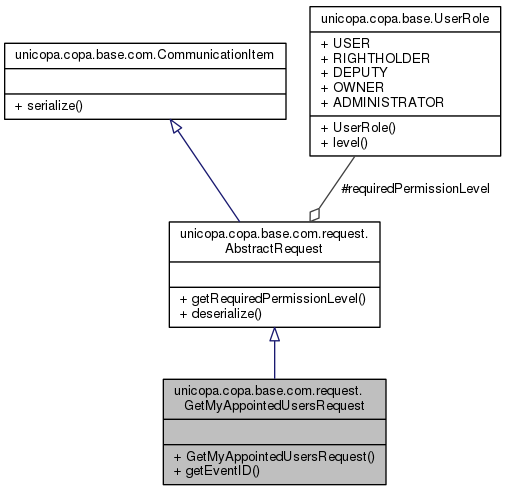 unicopa.copa.base.UserRole
+ USER
+ RIGHTHOLDER
+ DEPUTY
+ OWNER
+ ADMINISTRATOR
+ UserRole()
+ level()
unicopa.copa.base.com.CommunicationItem
+ serialize()
#requiredPermissionLevel
unicopa.copa.base.com.request.
AbstractRequest
+ getRequiredPermissionLevel()
+ deserialize()
unicopa.copa.base.com.request.
GetMyAppointedUsersRequest
+ GetMyAppointedUsersRequest()
+ getEventID()